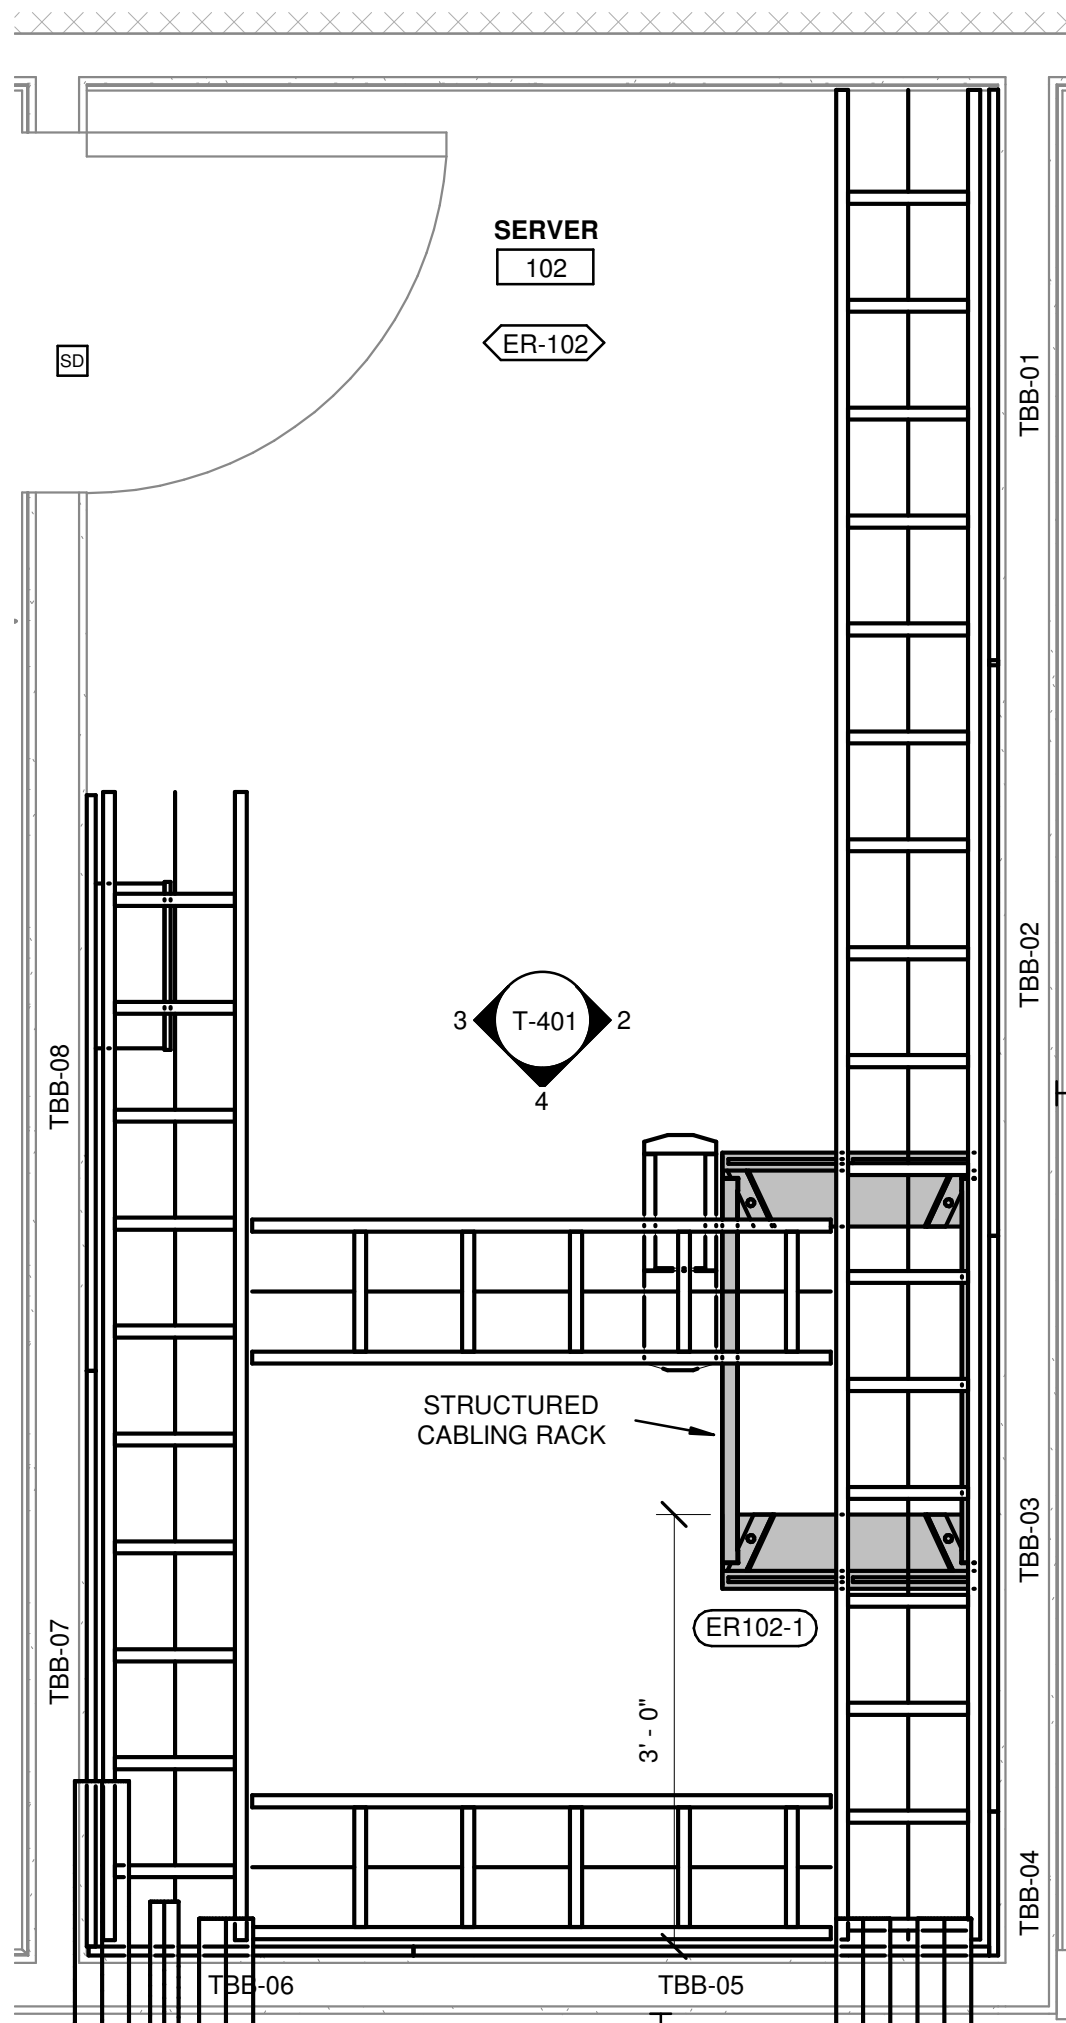 SERVER
102
ER-102
SD
TBB-01
TBB-02
3 T-401 2
4
TBB-08
STRUCTURED
CABLING RACK
TBB-03
ER102-1
TBB-07
3' - 0"
TBB-04
TBB-06
TBB-05